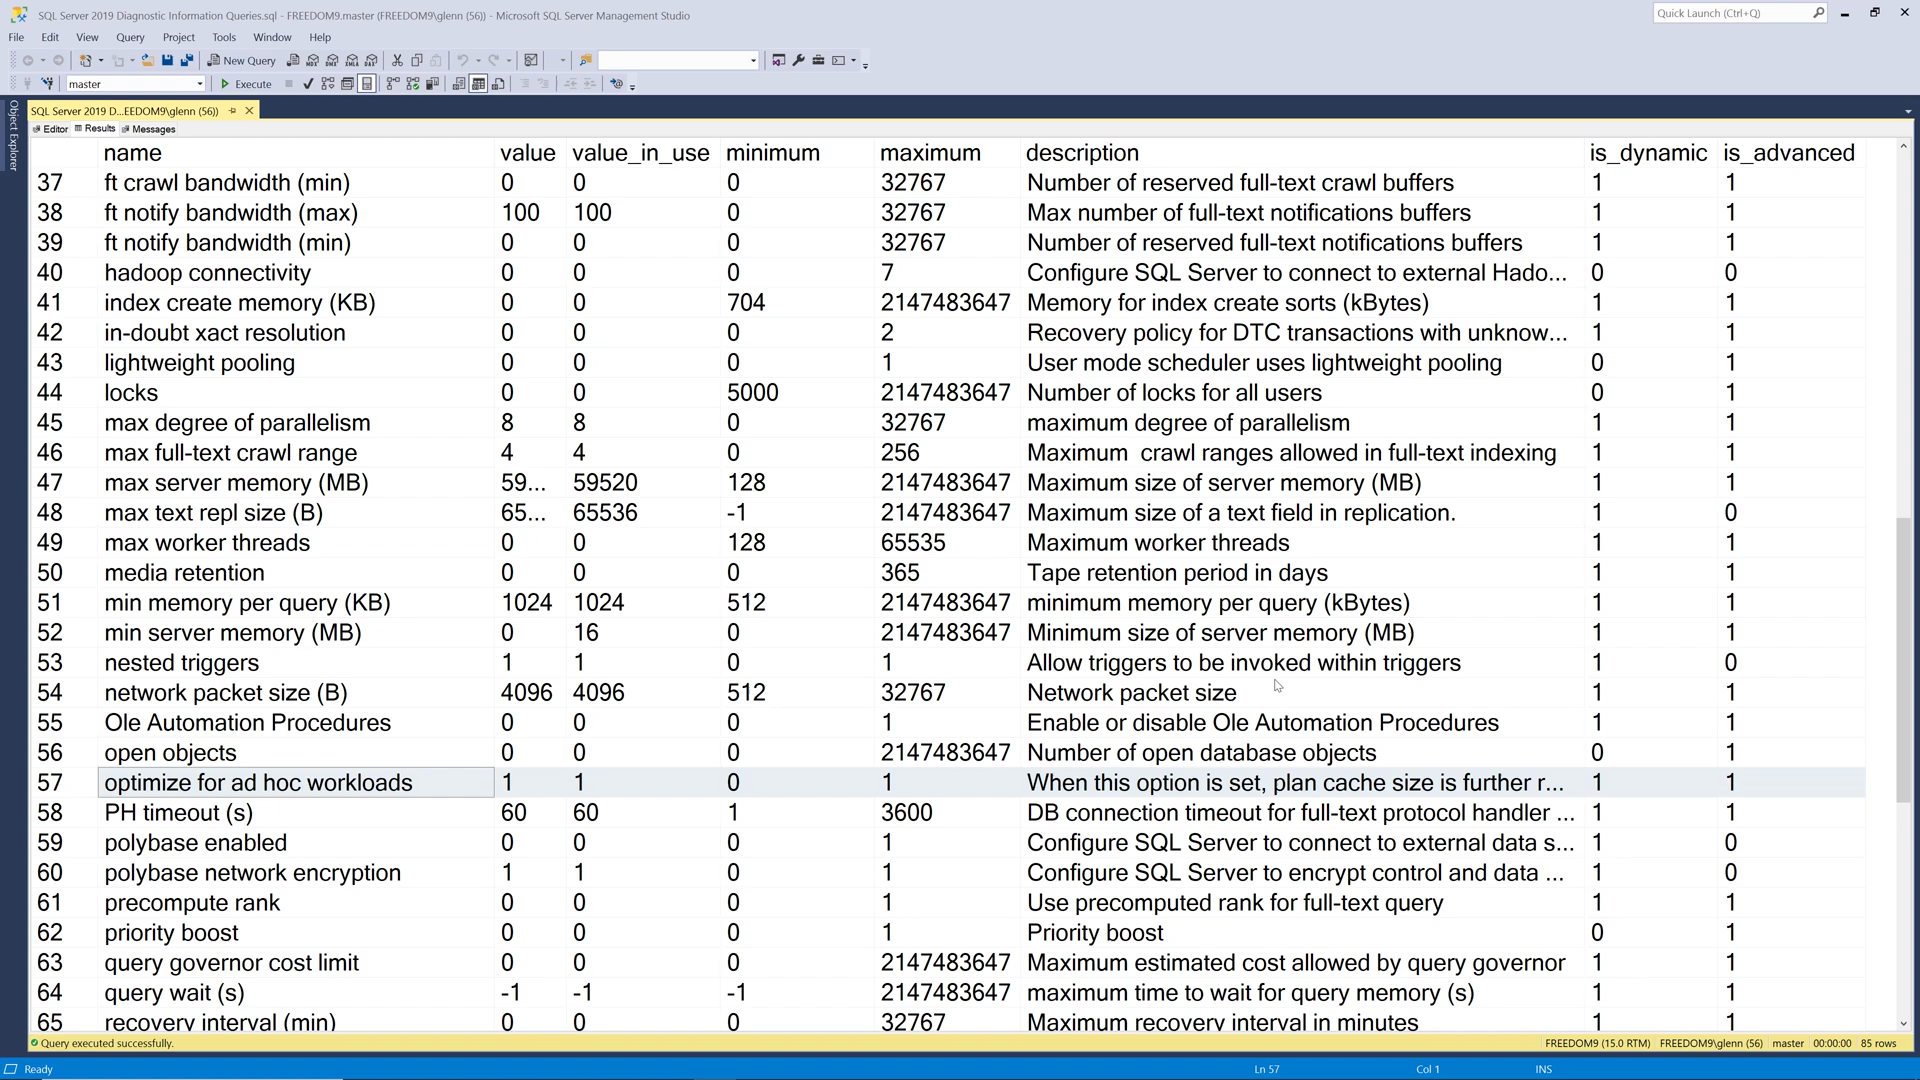 SQL Server 2019 Diagnostic Information Queries.sql - FREEDOM9.master (FREEDOM9\glenn (56)) - Microsoft SQL Server Management Studio
Quick Launch (Ctrl+Q)
File Edit View Query Project Tools Window Help
New Query
master Execute
Object Explorer
SQL Server 2019 D...EEDOM9\glenn (56))
Editor Results Messages
name value value_in_use minimum maximum description is_dynamic is_advanced
37 ft crawl bandwidth (min) 0 0 0 32767 Number of reserved full-text crawl buffers 1 1
38 ft notify bandwidth (max) 100 100 0 32767 Max number of full-text notifications buffers 1 1
39 ft notify bandwidth (min) 0 0 0 32767 Number of reserved full-text notifications buffers 1 1
40 hadoop connectivity 0 0 0 7 Configure SQL Server to connect to external Hado... 0 0
41 index create memory (KB) 0 0 704 2147483647 Memory for index create sorts (kBytes) 1 1
42 in-doubt xact resolution 0 0 0 2 Recovery policy for DTC transactions with unknow... 1 1
43 lightweight pooling 0 0 0 1 User mode scheduler uses lightweight pooling 0 1
44 locks 0 0 5000 2147483647 Number of locks for all users 0 1
45 max degree of parallelism 8 8 0 32767 maximum degree of parallelism 1 1
46 max full-text crawl range 4 4 0 256 Maximum  crawl ranges allowed in full-text indexing 1 1
47 max server memory (MB) 59... 59520 128 2147483647 Maximum size of server memory (MB) 1 1
48 max text repl size (B) 65... 65536 -1 2147483647 Maximum size of a text field in replication. 1 0
49 max worker threads 0 0 128 65535 Maximum worker threads 1 1
50 media retention 0 0 0 365 Tape retention period in days 1 1
51 min memory per query (KB) 1024 1024 512 2147483647 minimum memory per query (kBytes) 1 1
52 min server memory (MB) 0 16 0 2147483647 Minimum size of server memory (MB) 1 1
53 nested triggers 1 1 0 1 Allow triggers to be invoked within triggers 1 0
54 network packet size (B) 4096 4096 512 32767 Network packet size 1 1
55 Ole Automation Procedures 0 0 0 1 Enable or disable Ole Automation Procedures 1 1
56 open objects 0 0 0 2147483647 Number of open database objects 0 1
57 optimize for ad hoc workloads 1 1 0 1 When this option is set, plan cache size is further r... 1 1
58 PH timeout (s) 60 60 1 3600 DB connection timeout for full-text protocol handler ... 1 1
59 polybase enabled 0 0 0 1 Configure SQL Server to connect to external data s... 1 0
60 polybase network encryption 1 1 0 1 Configure SQL Server to encrypt control and data ... 1 0
61 precompute rank 0 0 0 1 Use precomputed rank for full-text query 1 1
62 priority boost 0 0 0 1 Priority boost 0 1
63 query governor cost limit 0 0 0 2147483647 Maximum estimated cost allowed by query governor 1 1
64 query wait (s) -1 -1 -1 2147483647 maximum time to wait for query memory (s) 1 1
65 recovery interval (min) 0 0 0 32767 Maximum recovery interval in minutes 1 1
Query executed successfully. FREEDOM9 (15.0 RTM) FREEDOM9\glenn (56) master 00:00:00 85 rows
Ready Ln 57 Col 1 INS